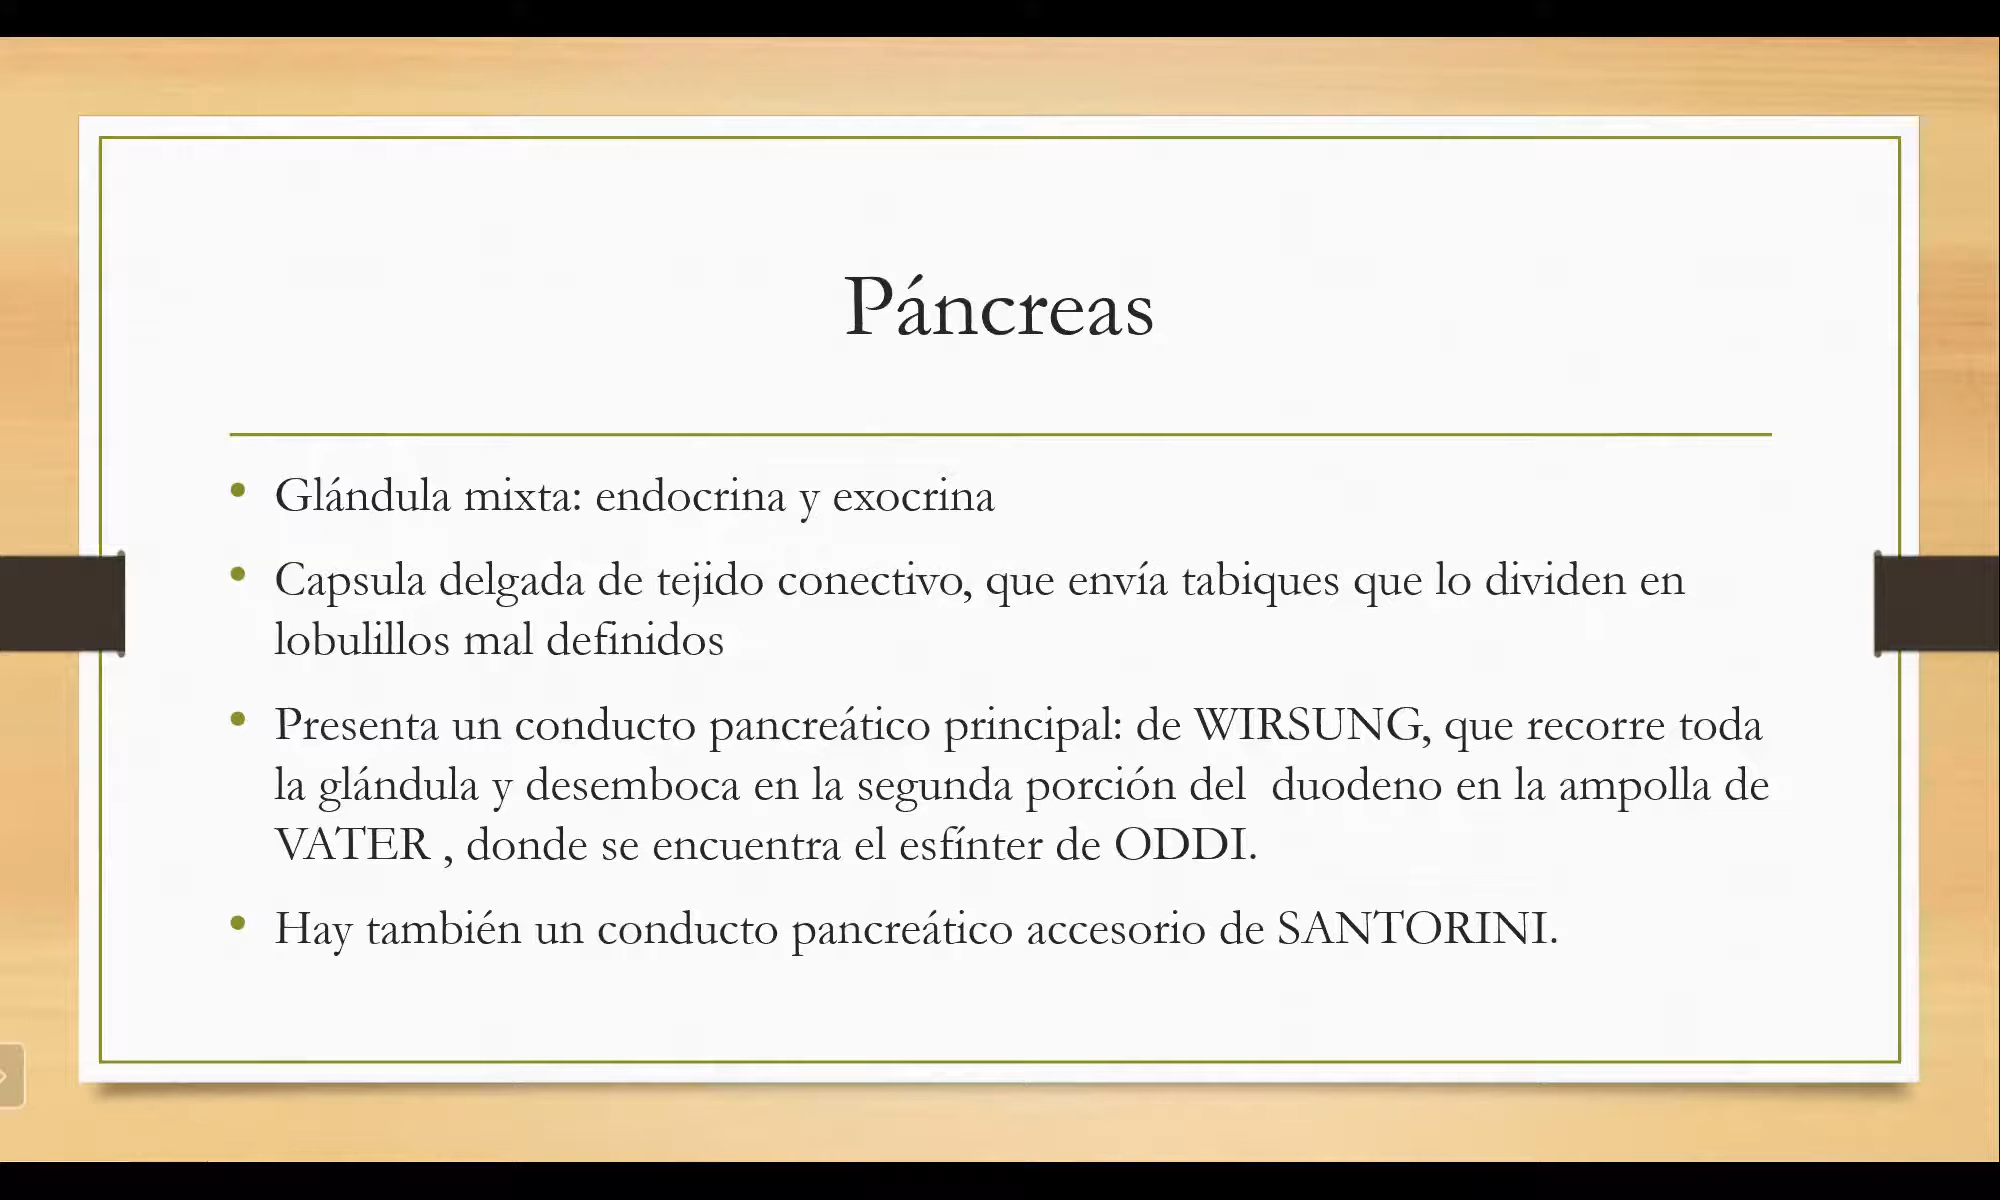 Páncreas
• Glándula mixta: endocrina y exocrina
• Capsula delgada de tejido conectivo, que envía tabiques que lo dividen en
lobulillos mal definidos
• Presenta un conducto pancreático principal: de WIRSUNG, que recorre toda
la glándula y desemboca en la segunda porción del  duodeno en la ampolla de
VATER , donde se encuentra el esfínter de ODDI.
• Hay también un conducto pancreático accesorio de SANTORINI.